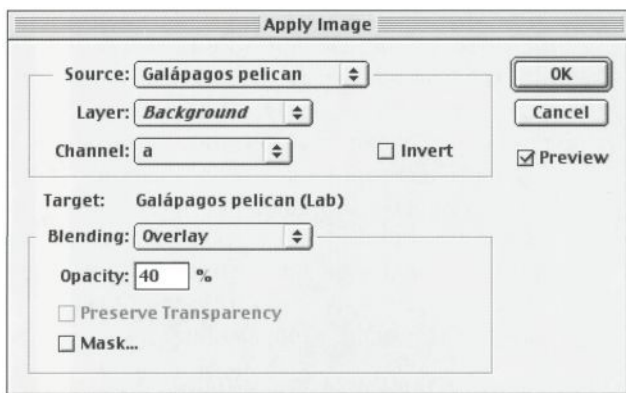 Apply Image
Source: Galápagos pelican
Layer: Background
Channel: a
Invert
OK
Cancel
Preview
Target: Galápagos pelican (Lab)
Blending: Overlay
Opacity: 40 %
Preserve Transparency
Mask...